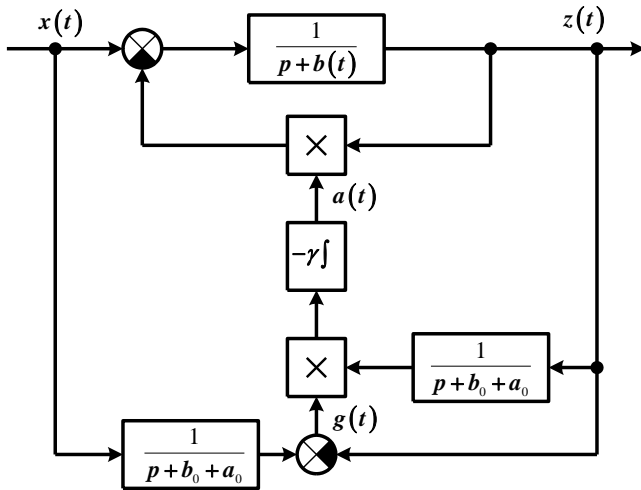 x(t)
z(t)
1
p + b(t)
×
a(t)
−γ∫
×
1
p + b₀ + a₀
g(t)
1
p + b₀ + a₀